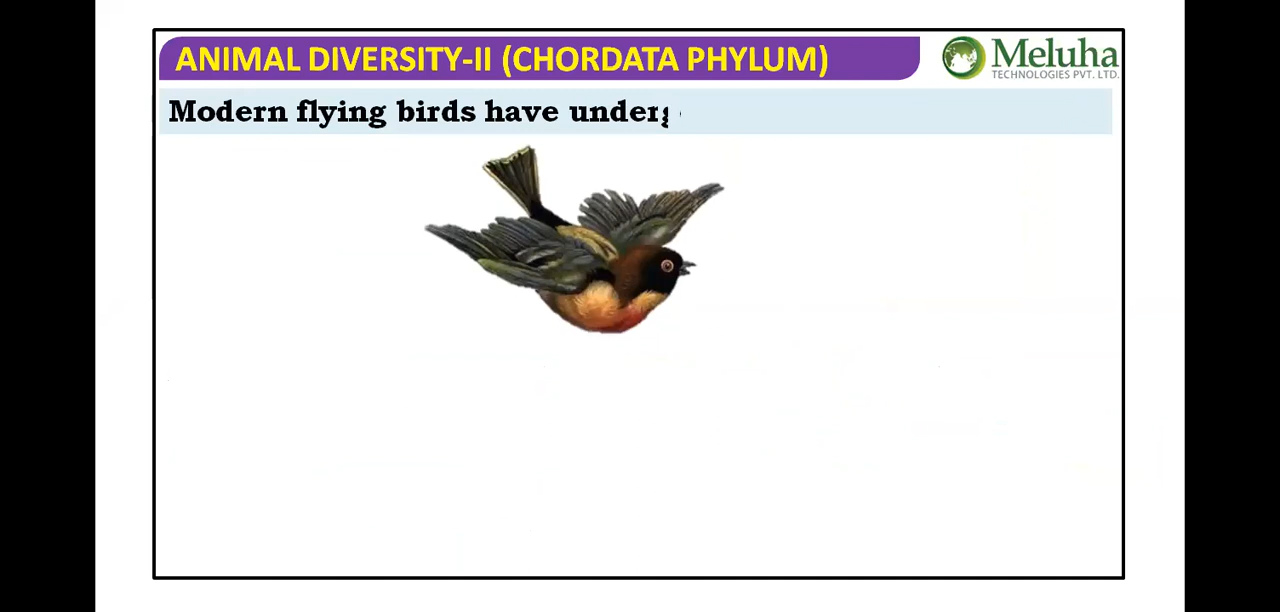 ANIMAL DIVERSITY-II (CHORDATA PHYLUM)
Meluha
TECHNOLOGIES PVT. LTD.
Modern flying birds have